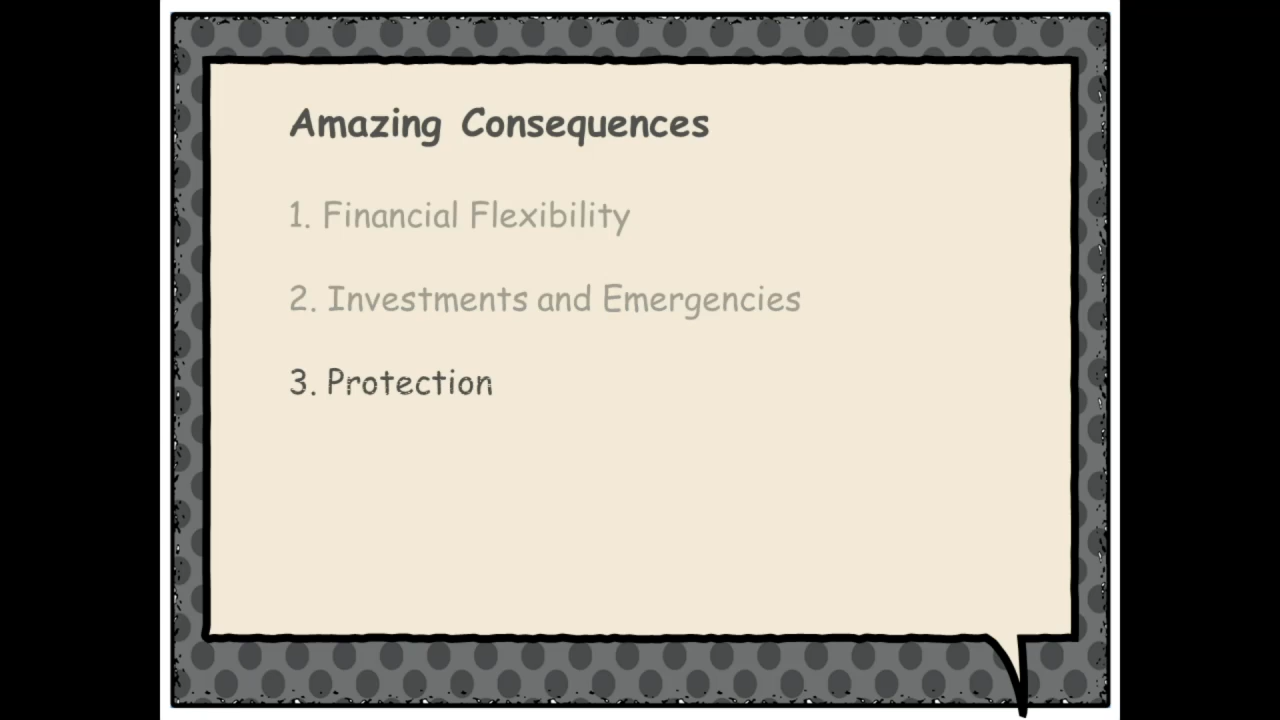 Amazing Consequences
1. Financial Flexibility
2. Investments and Emergencies
3. Protection